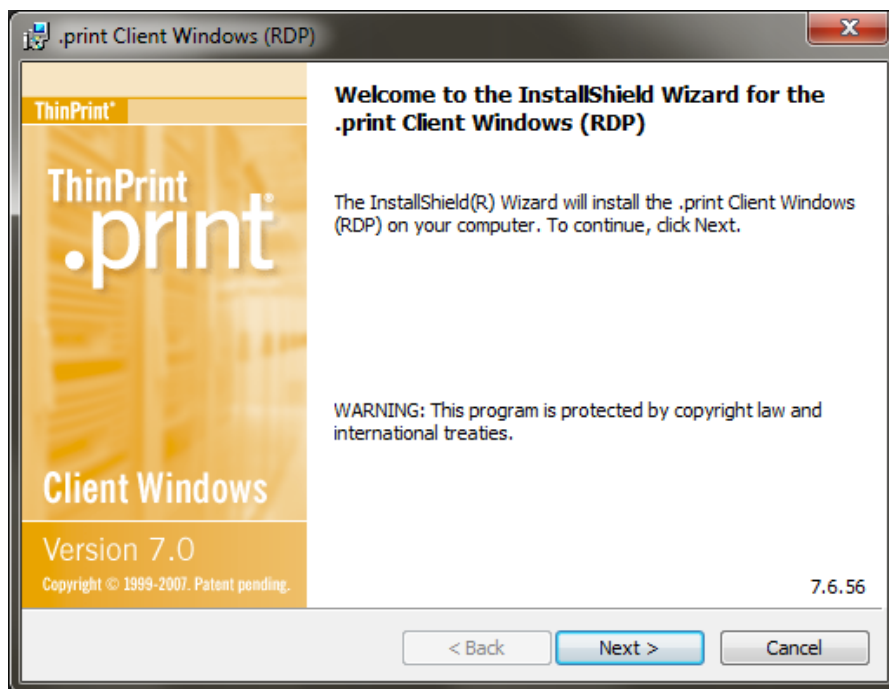 .print Client Windows (RDP)
ThinPrint®
ThinPrint
.print®
Client Windows
Version 7.0
Copyright © 1999-2007. Patent pending.
Welcome to the InstallShield Wizard for the
.print Client Windows (RDP)
The InstallShield(R) Wizard will install the .print Client Windows
(RDP) on your computer. To continue, click Next.
WARNING: This program is protected by copyright law and
international treaties.
7.6.56
< Back
Next >
Cancel